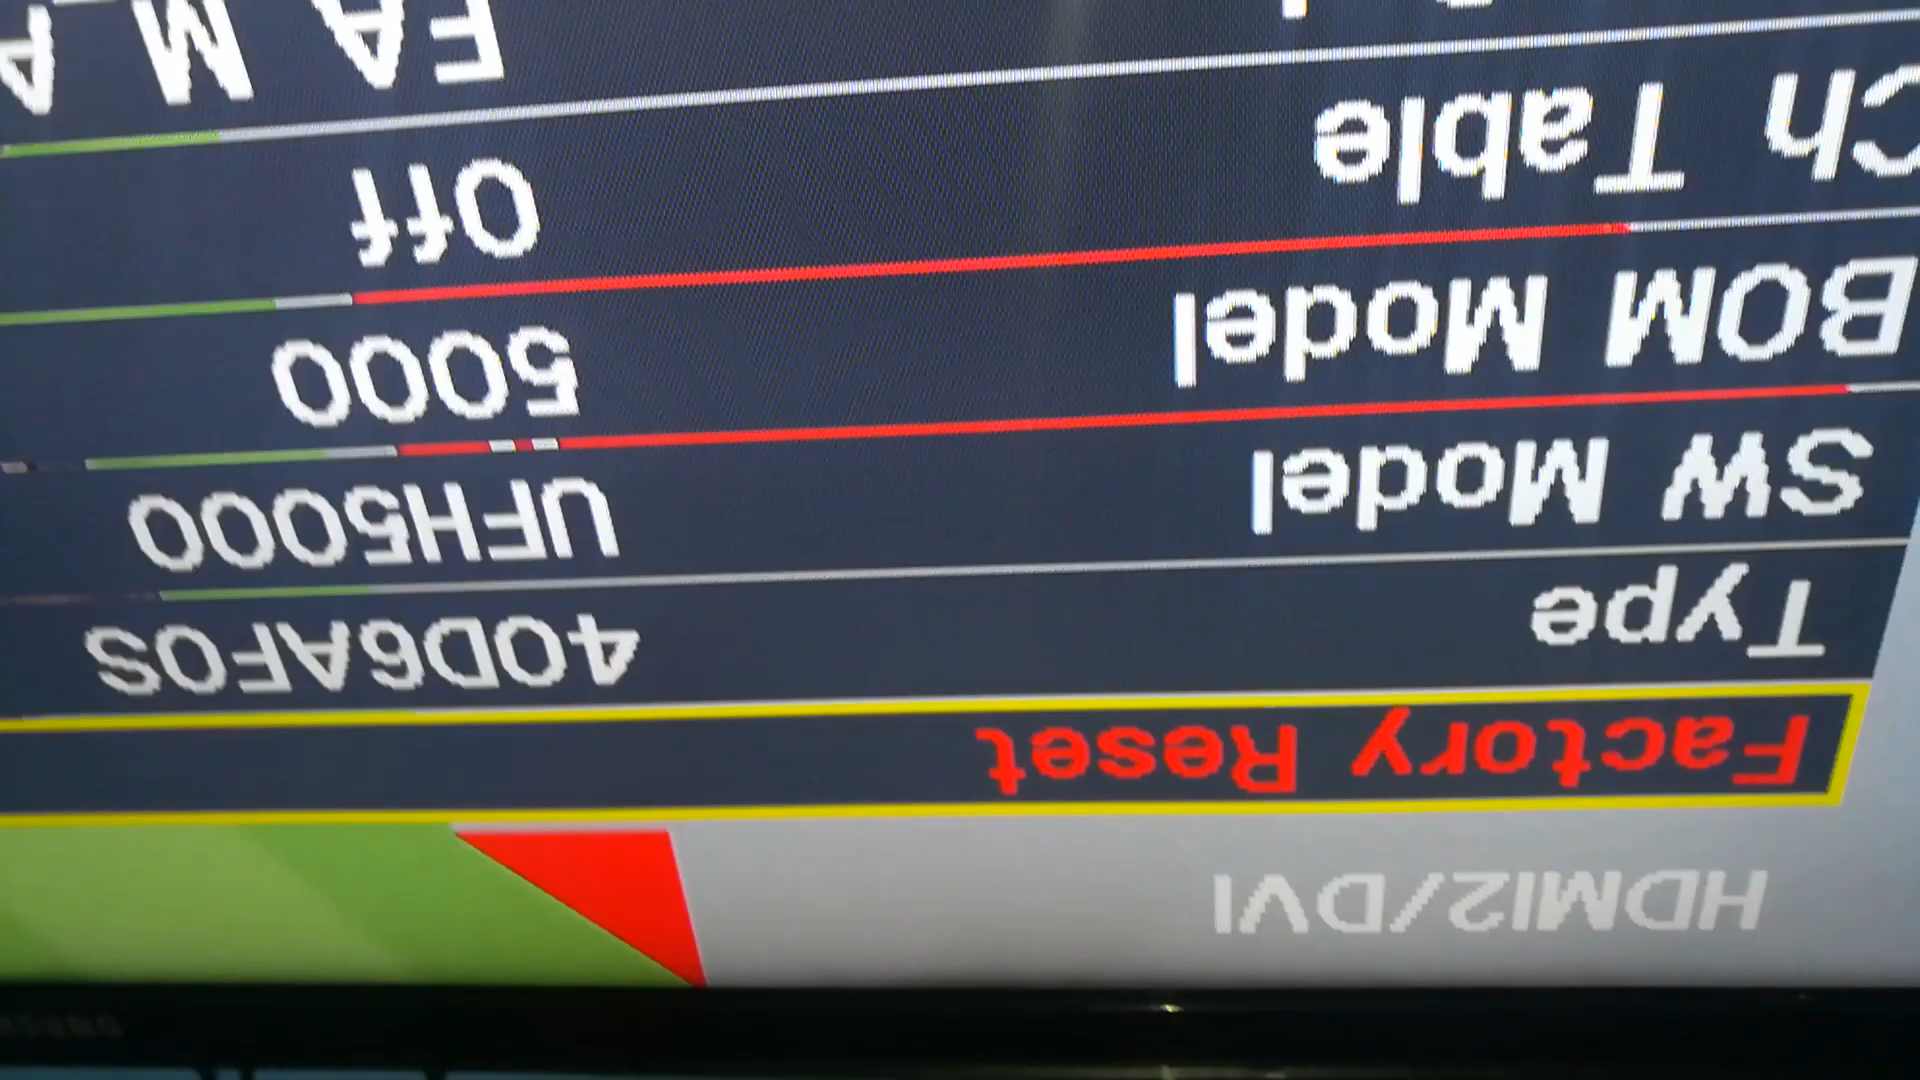 HDMI2/DVI
Factory Reset
Type 40D6AF0S
SW Model UFH5000
BOM Model 5000
Ch Table Off